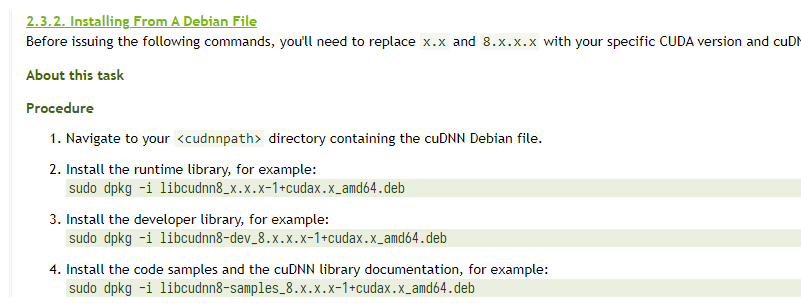 2.3.2. Installing From A Debian File
Before issuing the following commands, you'll need to replace x.x and 8.x.x.x with your specific CUDA version and
About this task
Procedure
1. Navigate to your <cudnnpath> directory containing the cuDNN Debian file.
2. Install the runtime library, for example:
sudo dpkg -i libcudnn8_x.x.x-1+cudax.x_amd64.deb
3. Install the developer library, for example:
sudo dpkg -i libcudnn8-dev_8.x.x.x-1+cudax.x_amd64.deb
4. Install the code samples and the cuDNN library documentation, for example:
sudo dpkg -i libcudnn8-samples_8.x.x.x-1+cudax.x_amd64.deb